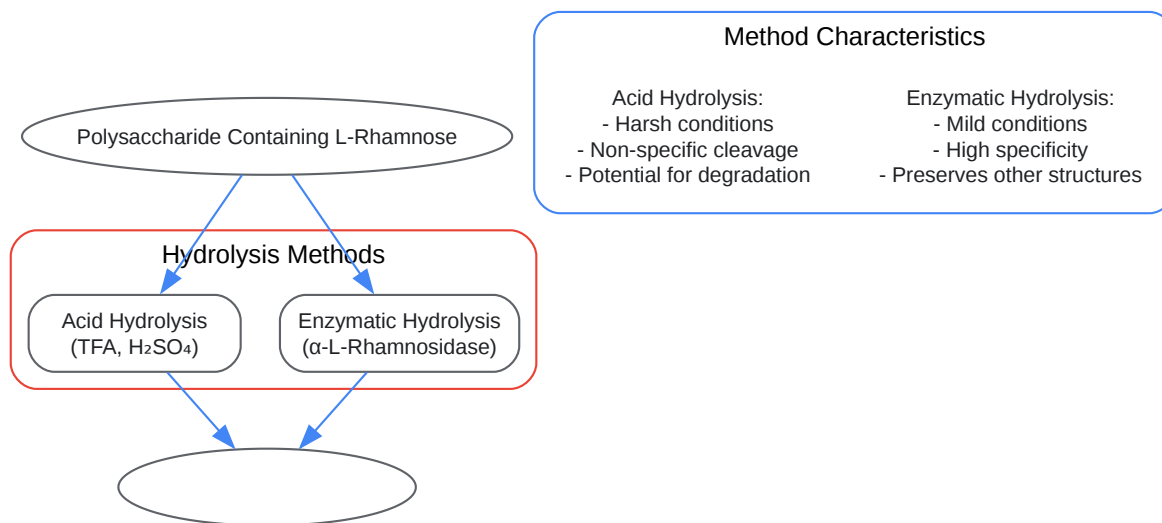 Method Characteristics
Acid Hydrolysis:
- Harsh conditions
- Non-specific cleavage
- Potential for degradation
Enzymatic Hydrolysis:
- Mild conditions
- High specificity
- Preserves other structures
Polysaccharide Containing L-Rhamnose
Hydrolysis Methods
Acid Hydrolysis
(TFA, H₂SO₄)
Enzymatic Hydrolysis
(α-L-Rhamnosidase)